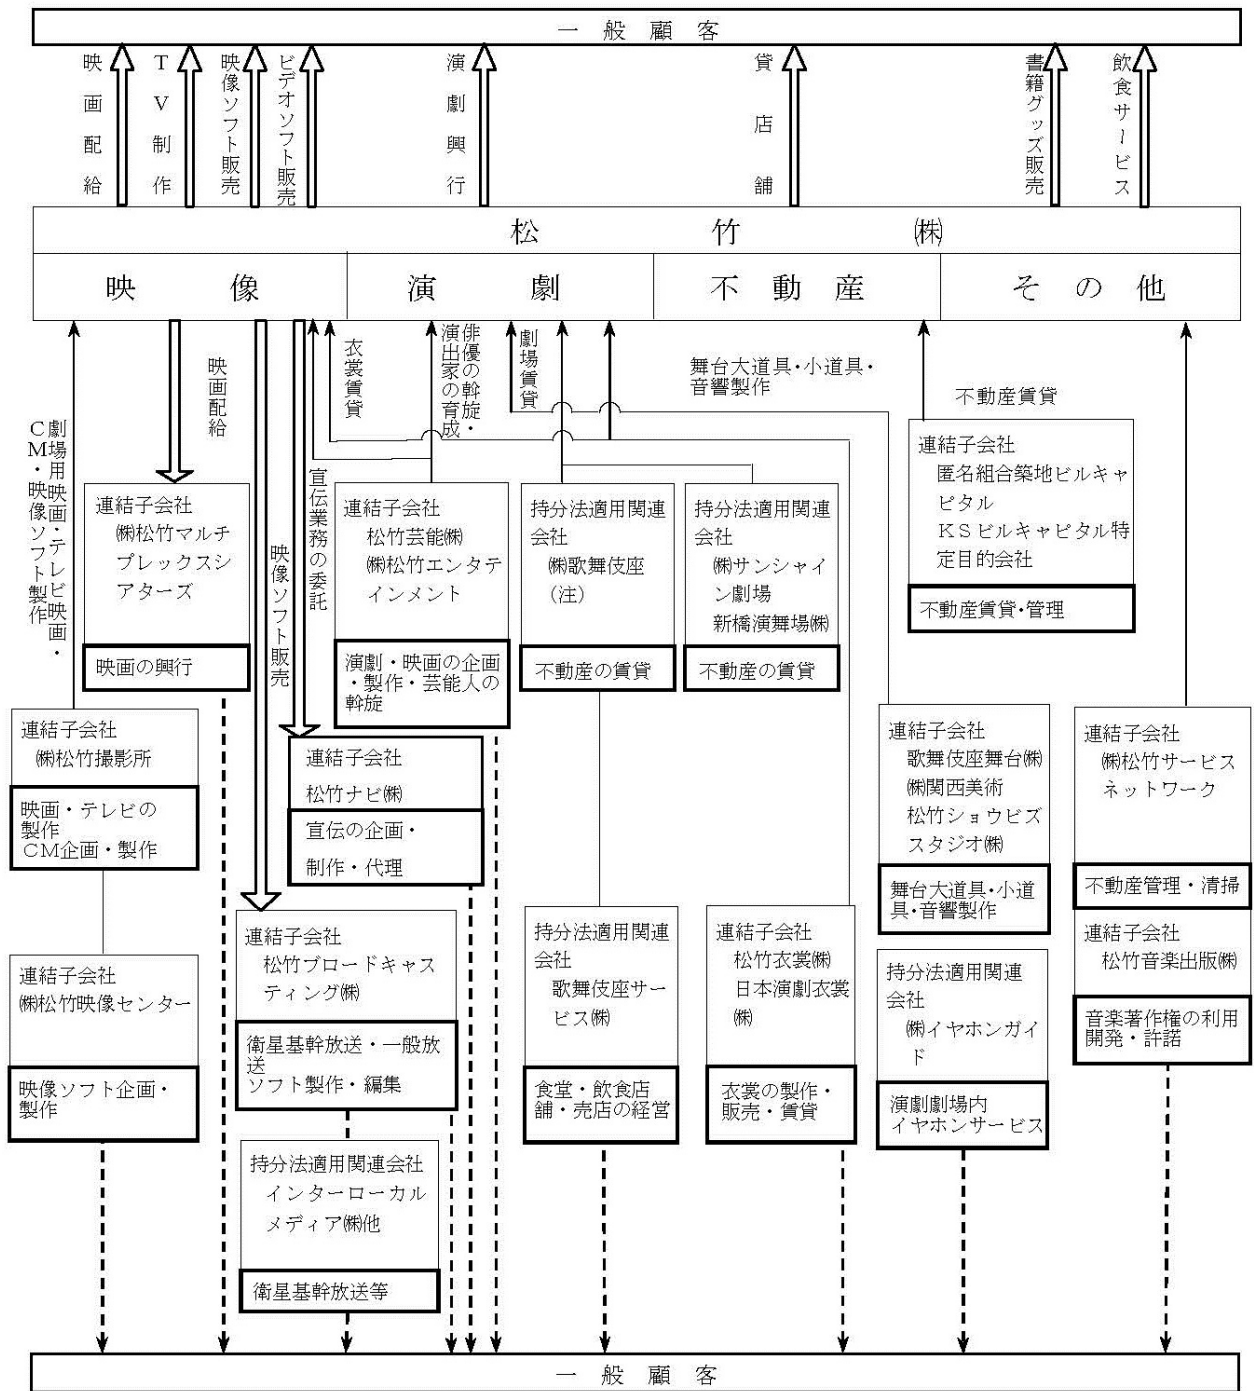 一般顧客
映画配給
ＴＶ制作
映像ソフト販売
ビデオソフト販売
演劇興行
貸店舗
書籍グッズ販売
飲食サービス
松竹㈱
映像
演劇
不動産
その他
劇場用映画・テレビ映画・
ＣＭ・映像ソフト製作
映画配給
映像ソフト販売
宣伝業務の委託
衣裳賃貸
俳優の斡旋・
演出家の育成
劇場賃貸
舞台大道具・小道具・
音響製作
不動産賃貸
連結子会社
㈱松竹マルチ
プレックスシ
アターズ
映画の興行
連結子会社
松竹芸能㈱
㈱松竹エンタテ
インメント
演劇・映画の企画
・製作・芸能人の
斡旋
持分法適用関連
会社
㈱歌舞伎座
（注）
不動産の賃貸
持分法適用関連
会社
㈱サンシャイ
ン劇場
新橋演舞場㈱
不動産の賃貸
連結子会社
匿名組合築地ビルキャ
ピタル
ＫＳビルキャピタル特
定目的会社
不動産賃貸・管理
連結子会社
㈱松竹撮影所
映画・テレビの
製作
ＣＭ企画・製作
連結子会社
松竹ナビ㈱
宣伝の企画・
制作・代理
連結子会社
歌舞伎座舞台㈱
㈱関西美術
松竹ショウビズ
スタジオ㈱
舞台大道具・小道
具・音響製作
連結子会社
㈱松竹サービス
ネットワーク
不動産管理・清掃
連結子会社
㈱松竹映像センター
映像ソフト企画・
製作
連結子会社
松竹ブロードキャス
ティング㈱
衛星基幹放送・一般放
送
ソフト製作・編集
持分法適用関連
会社
歌舞伎座サー
ビス㈱
食堂・飲食店
舗・売店の経営
連結子会社
松竹衣裳㈱
日本演劇衣裳
㈱
衣裳の製作・
販売・賃貸
持分法適用関連
会社
㈱イヤホンガイ
ド
演劇劇場内
イヤホンサービス
連結子会社
松竹音楽出版㈱
音楽著作権の利用
開発・許諾
持分法適用関連会社
インターローカル
メディア㈱他
衛星基幹放送等
一般顧客